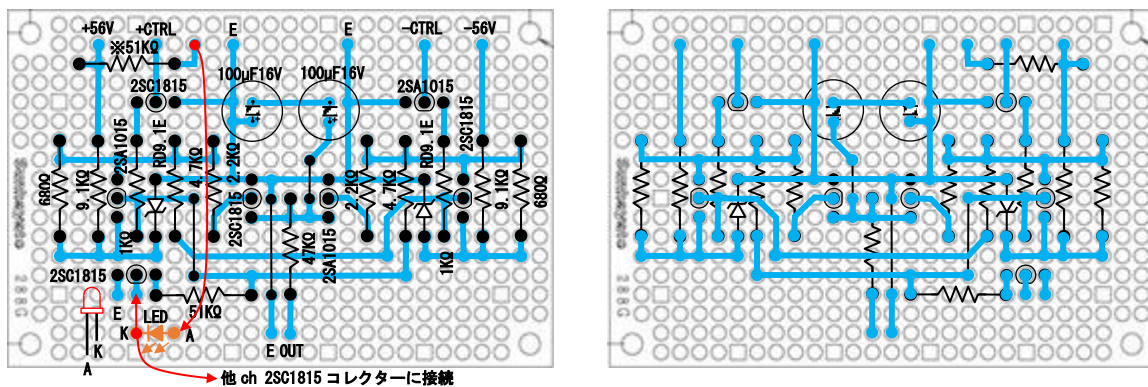 +56V
+CTRL
E
E
-CTRL
-56V
※51KΩ
100μF16V
100μF16V
2SC1815
2SA1015
2SC1815
2SA1015
RD9.1E
4.7KΩ
2.2KΩ
680Ω
9.1KΩ
1KΩ
2SC1815
47KΩ
2SA1015
2.2KΩ
4.7KΩ
RD9.1E
1KΩ
9.1KΩ
680Ω
2SC1815
E
51KΩ
LED
K
A
K
A
E OUT
他 ch 2SC1815 コレクターに接続
288G
288G